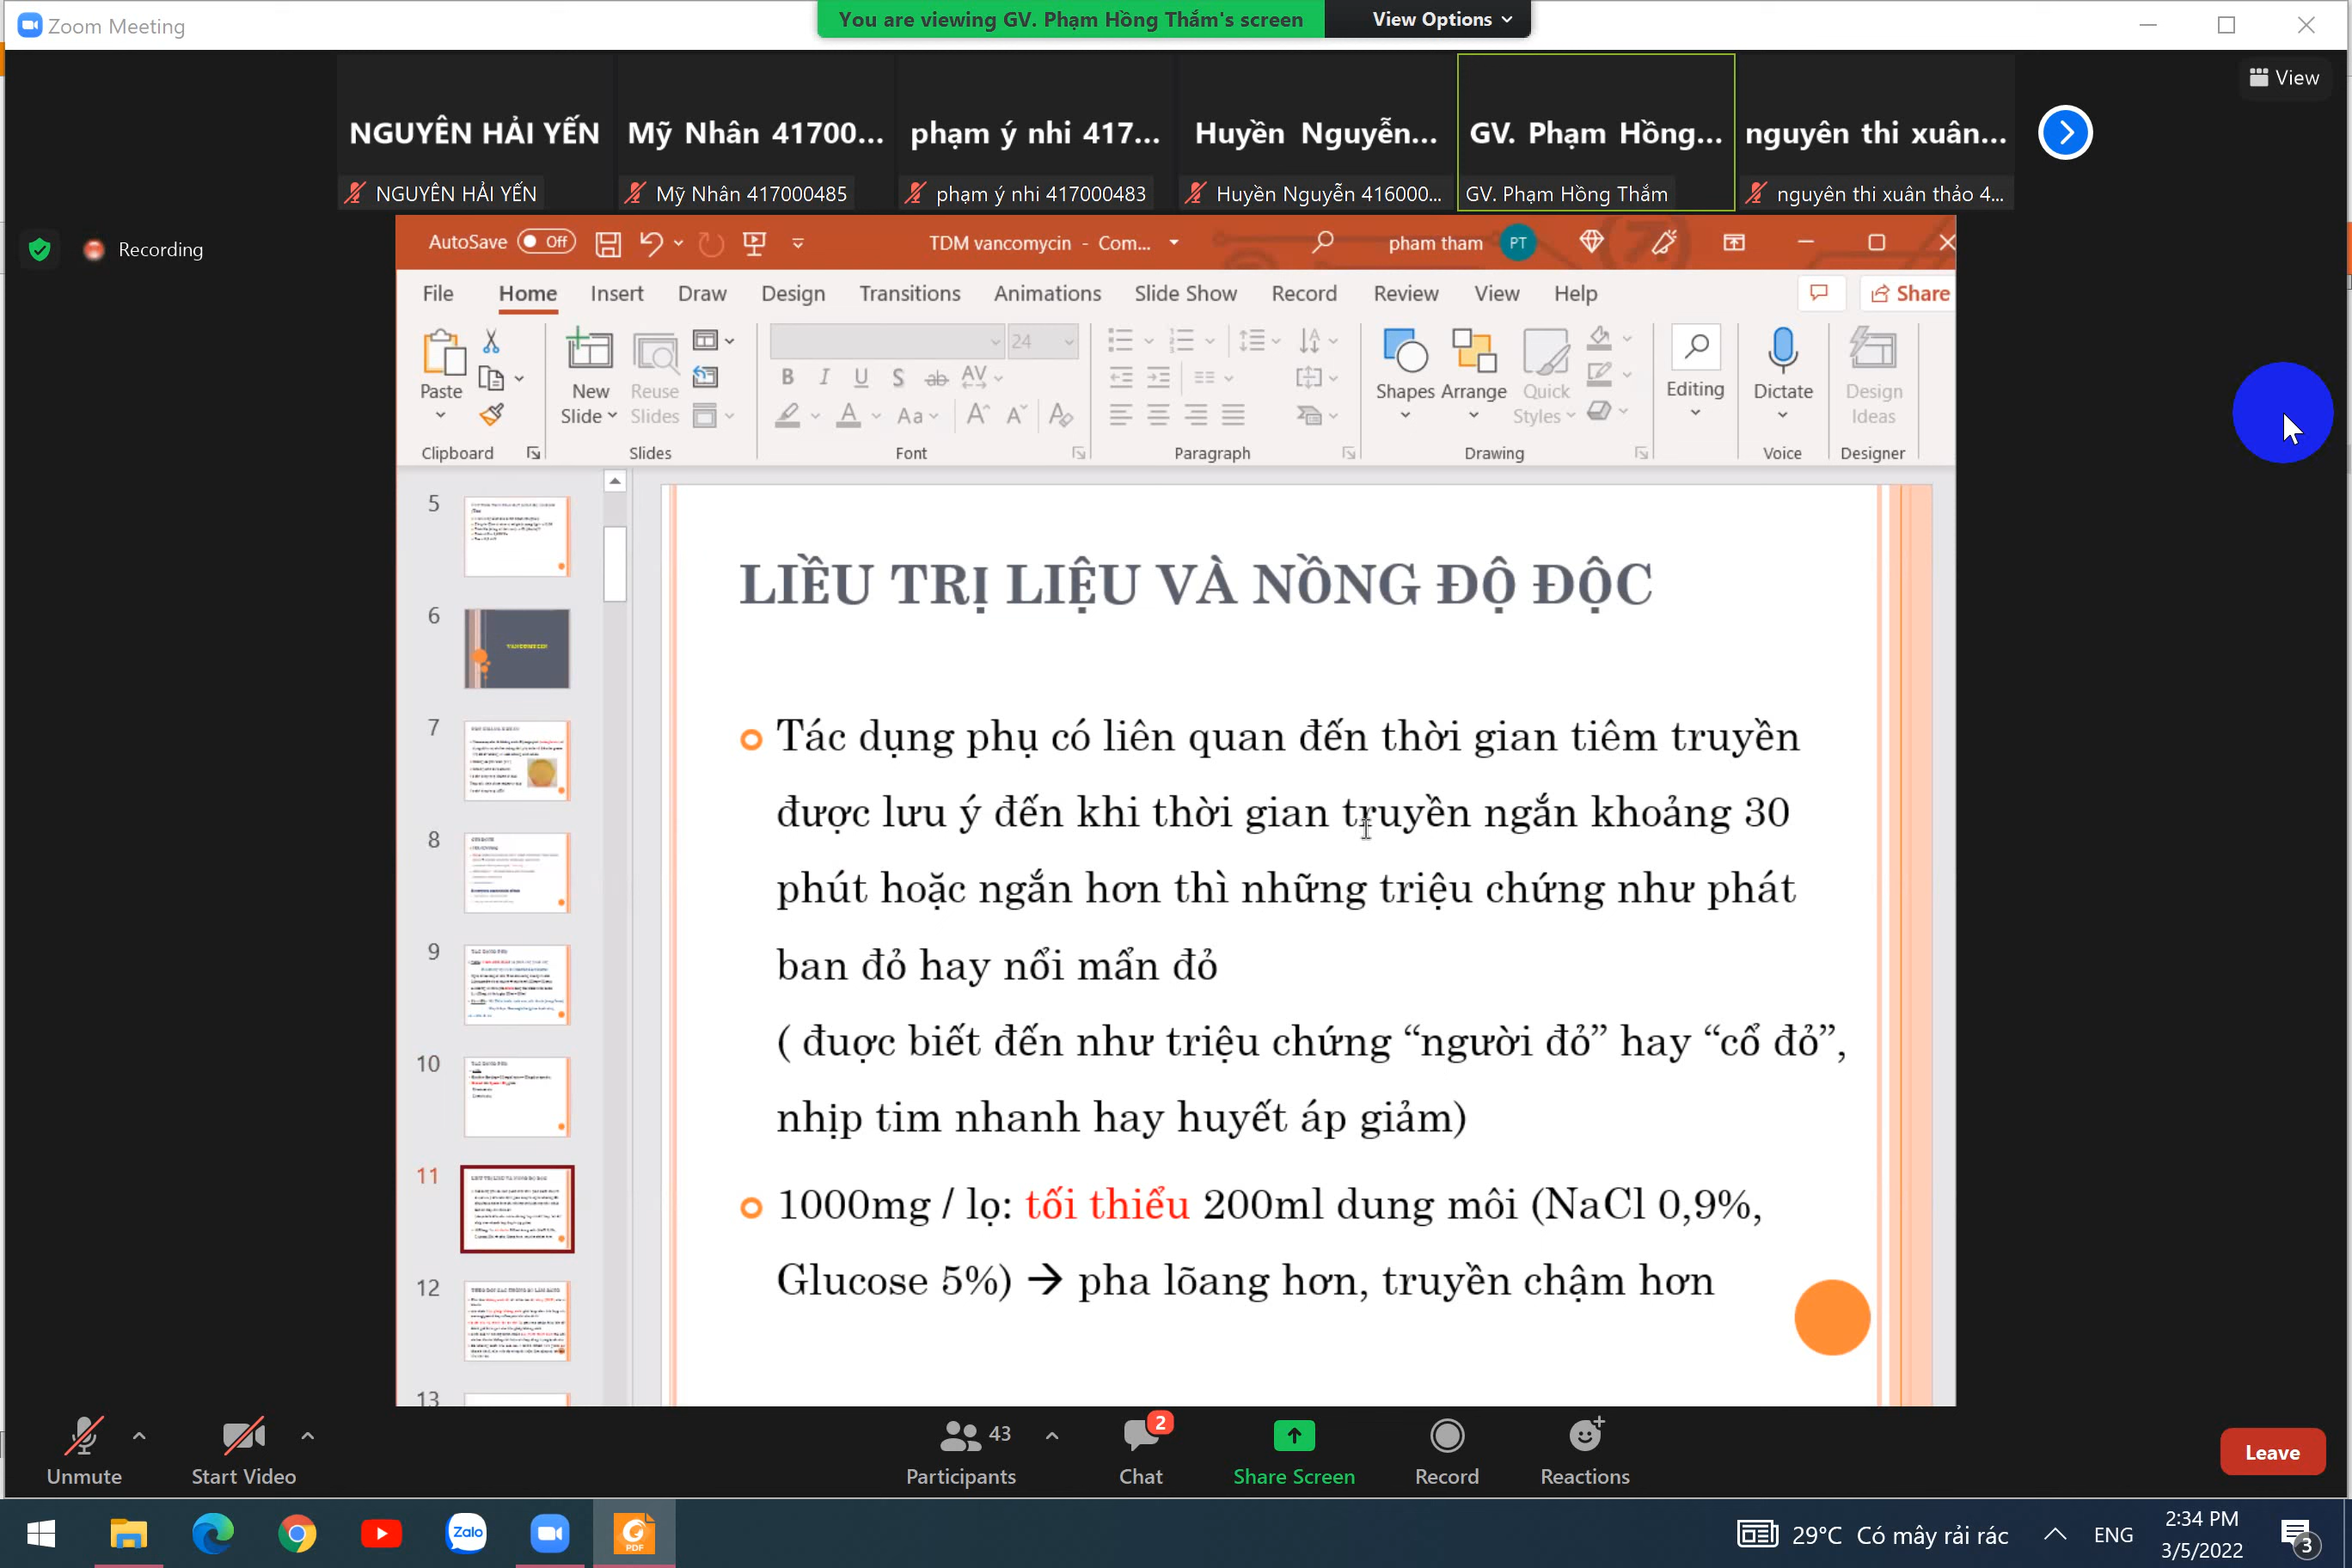 Zoom Meeting
You are viewing GV. Phạm Hồng Thắm's screen
View Options
View
NGUYÊN HẢI YẾN
Mỹ Nhân 41700...
phạm ý nhi 417...
Huyền Nguyễn...
GV. Phạm Hồng...
nguyên thi xuân...
NGUYÊN HẢI YẾN
Mỹ Nhân 417000485
phạm ý nhi 417000483
Huyền Nguyễn 416000...
GV. Phạm Hồng Thắm
nguyên thi xuân thảo 4...
Recording
AutoSave Off
TDM vancomycin - Com...
pham tham PT
File Home Insert Draw Design Transitions Animations Slide Show Record Review View Help Share
24
Paste
New Slide
Reuse Slides
Shapes Arrange
Quick Styles
Editing
Dictate
Design Ideas
Clipboard Slides Font Paragraph Drawing Voice Designer
5
6
7
8
9
10
11
12
13
LIỀU TRỊ LIỆU VÀ NỒNG ĐỘ ĐỘC
Tác dụng phụ có liên quan đến thời gian tiêm truyền
được lưu ý đến khi thời gian truyền ngắn khoảng 30
phút hoặc ngắn hơn thì những triệu chứng như phát
ban đỏ hay nổi mẩn đỏ
( đuợc biết đến như triệu chứng “người đỏ” hay “cổ đỏ”,
nhịp tim nhanh hay huyết áp giảm)
1000mg / lọ: tối thiểu 200ml dung môi (NaCl 0,9%,
Glucose 5%) → pha lõang hơn, truyền chậm hơn
Unmute
Start Video
43
Participants
2
Chat
Share Screen
Record
Reactions
Leave
Zalo
PDF
29°C Có mây rải rác
ENG
2:34 PM
3/5/2022
3